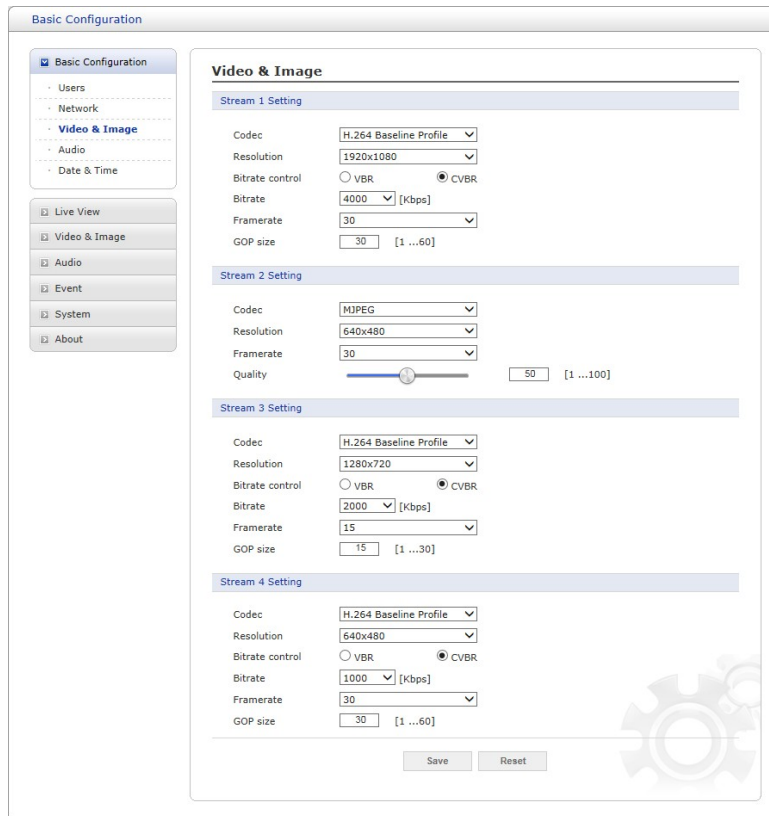 Basic Configuration
Basic Configuration
Users
Network
Video & Image
Audio
Date & Time
Live View
Video & Image
Audio
Event
System
About
Video & Image
Stream 1 Setting
Codec H.264 Baseline Profile
Resolution 1920x1080
Bitrate control VBR CVBR
Bitrate 4000 [Kbps]
Framerate 30
GOP size 30 [1 ...60]
Stream 2 Setting
Codec MJPEG
Resolution 640x480
Framerate 30
Quality 50 [1 ...100]
Stream 3 Setting
Codec H.264 Baseline Profile
Resolution 1280x720
Bitrate control VBR CVBR
Bitrate 2000 [Kbps]
Framerate 15
GOP size 15 [1 ...30]
Stream 4 Setting
Codec H.264 Baseline Profile
Resolution 640x480
Bitrate control VBR CVBR
Bitrate 1000 [Kbps]
Framerate 30
GOP size 30 [1 ...60]
Save Reset